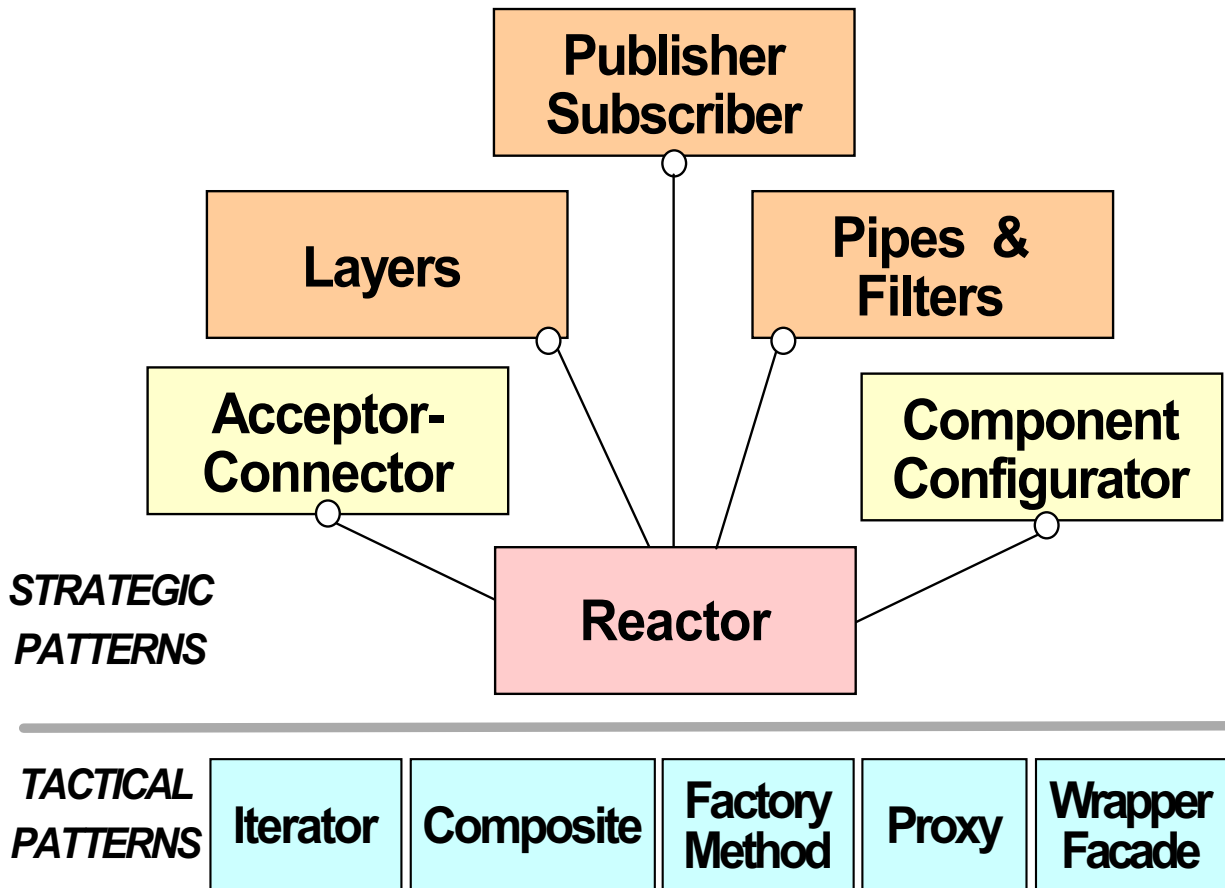 Publisher
Subscriber
Layers
Pipes &
Filters
Acceptor-
Connector
Component
Configurator
STRATEGIC
PATTERNS
Reactor
TACTICAL
PATTERNS
Iterator
Composite
Factory
Method
Proxy
Wrapper
Facade